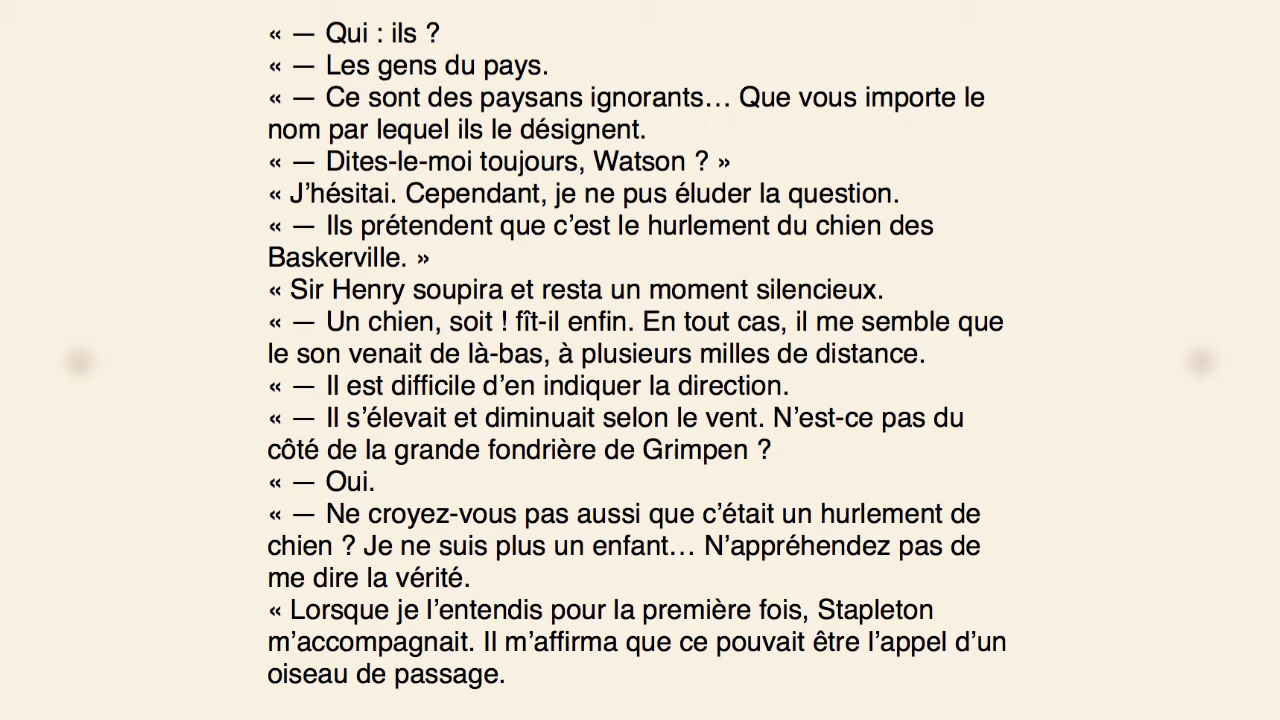 « — Qui : ils ?
« — Les gens du pays.
« — Ce sont des paysans ignorants… Que vous importe le
nom par lequel ils le désignent.
« — Dites-le-moi toujours, Watson ? »
« J’hésitai. Cependant, je ne pus éluder la question.
« — Ils prétendent que c’est le hurlement du chien des
Baskerville. »
« Sir Henry soupira et resta un moment silencieux.
« — Un chien, soit ! fît-il enfin. En tout cas, il me semble que
le son venait de là-bas, à plusieurs milles de distance.
« — Il est difficile d’en indiquer la direction.
« — Il s’élevait et diminuait selon le vent. N’est-ce pas du
côté de la grande fondrière de Grimpen ?
« — Oui.
« — Ne croyez-vous pas aussi que c’était un hurlement de
chien ? Je ne suis plus un enfant… N’appréhendez pas de
me dire la vérité.
« Lorsque je l’entendis pour la première fois, Stapleton
m’accompagnait. Il m’affirma que ce pouvait être l’appel d’un
oiseau de passage.